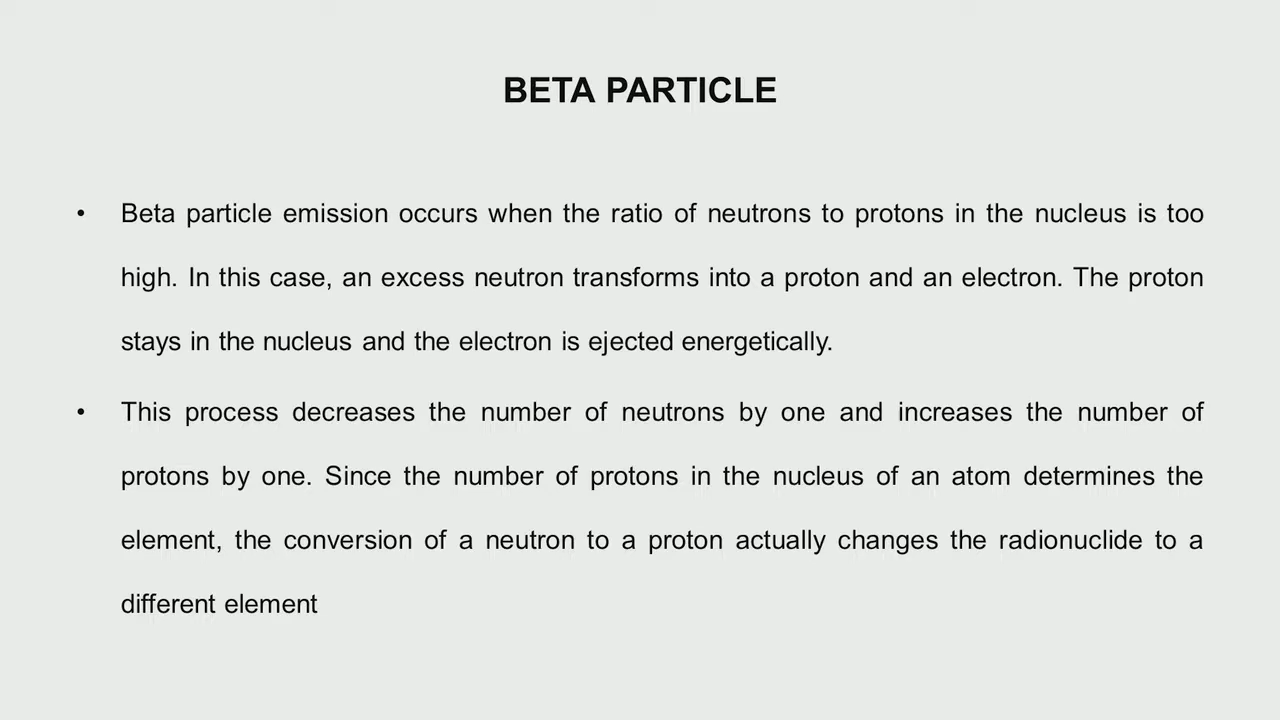 BETA PARTICLE
• Beta particle emission occurs when the ratio of neutrons to protons in the nucleus is too
high. In this case, an excess neutron transforms into a proton and an electron. The proton
stays in the nucleus and the electron is ejected energetically.
• This process decreases the number of neutrons by one and increases the number of
protons by one. Since the number of protons in the nucleus of an atom determines the
element, the conversion of a neutron to a proton actually changes the radionuclide to a
different element